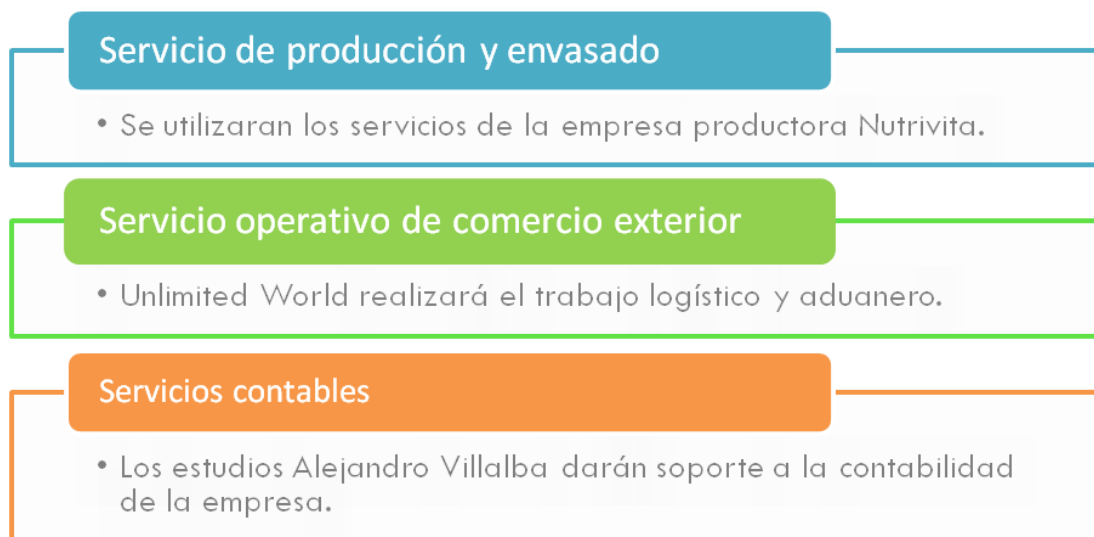 Servicio de producción y envasado
• Se utilizaran los servicios de la empresa productora Nutrivita.
Servicio operativo de comercio exterior
• Unlimited World realizará el trabajo logístico y aduanero.
Servicios contables
• Los estudios Alejandro Villalba darán soporte a la contabilidad
de la empresa.